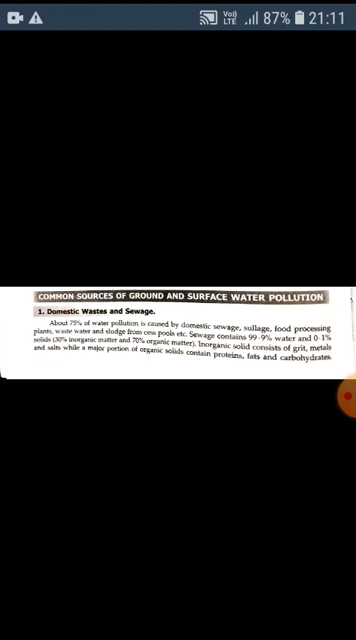 Vo))
LTE
87%
21:11
COMMON SOURCES OF GROUND AND SURFACE WATER POLLUTION
1. Domestic Wastes and Sewage.
About 75% of water pollution is caused by domestic sewage, sullage, food processing
plants, waste water and sludge from cess pools etc. Sewage contains 99·9% water and 0·1%
solids (30% inorganic matter and 70% organic matter). Inorganic solid consists of grit, metals
and salts while a major portion of organic solids contain proteins, fats and carbohydrates.